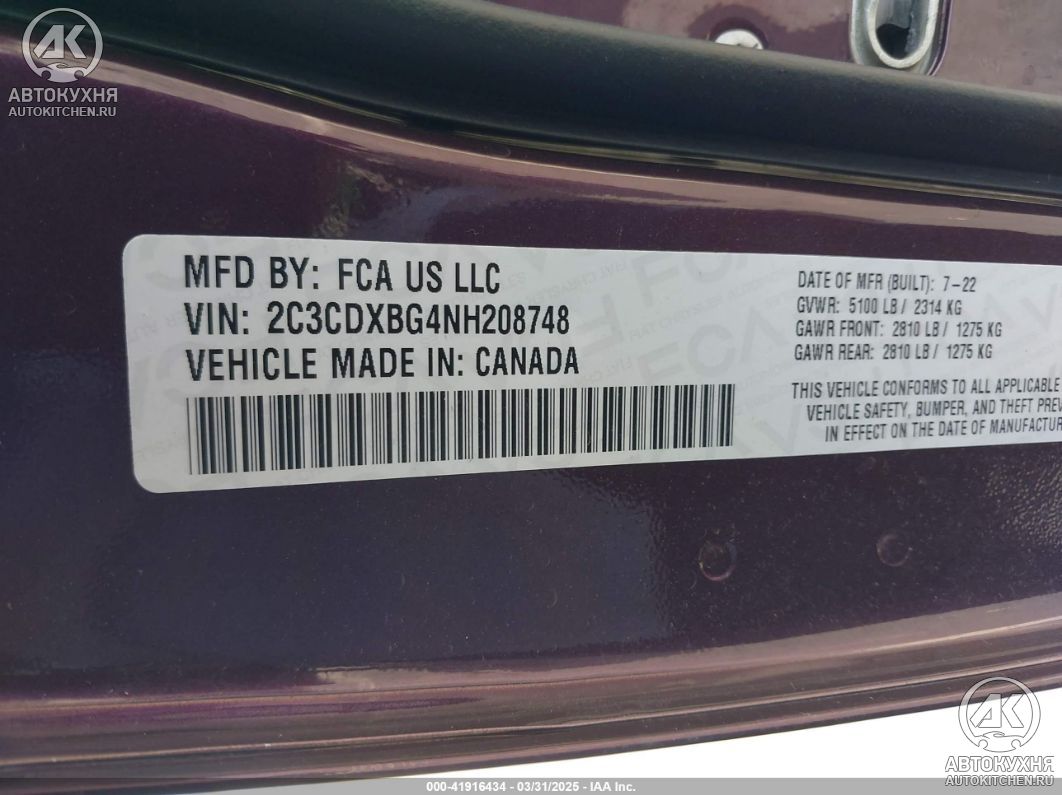 АК
АВТОКУХНЯ
AUTOKITCHEN.RU
MFD BY: FCA US LLC
VIN: 2C3CDXBG4NH208748
VEHICLE MADE IN: CANADA
DATE OF MFR (BUILT): 7-22
GVWR: 5100 LB / 2314 KG
GAWR FRONT: 2810 LB / 1275 KG
GAWR REAR: 2810 LB / 1275 KG
THIS VEHICLE CONFORMS TO ALL APPLICABLE
VEHICLE SAFETY, BUMPER, AND THEFT PREV
IN EFFECT ON THE DATE OF MANUFACTUR
АК
АВТОКУХНЯ
AUTOKITCHEN.RU
000-41916434 - 03/31/2025 - IAA Inc.